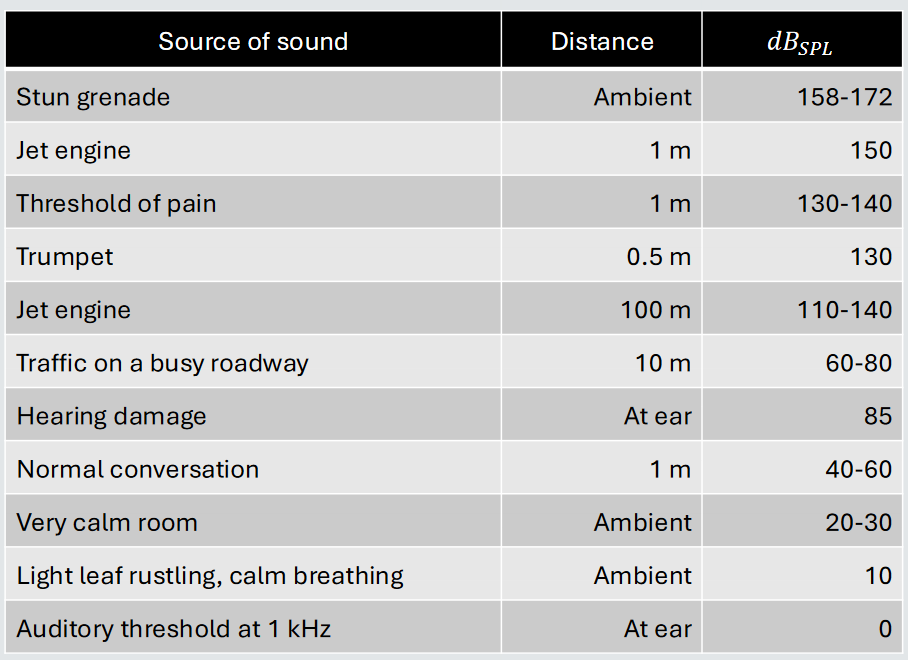 Source of sound Distance dB_SPL
Stun grenade Ambient 158-172
Jet engine 1 m 150
Threshold of pain 1 m 130-140
Trumpet 0.5 m 130
Jet engine 100 m 110-140
Traffic on a busy roadway 10 m 60-80
Hearing damage At ear 85
Normal conversation 1 m 40-60
Very calm room Ambient 20-30
Light leaf rustling, calm breathing Ambient 10
Auditory threshold at 1 kHz At ear 0